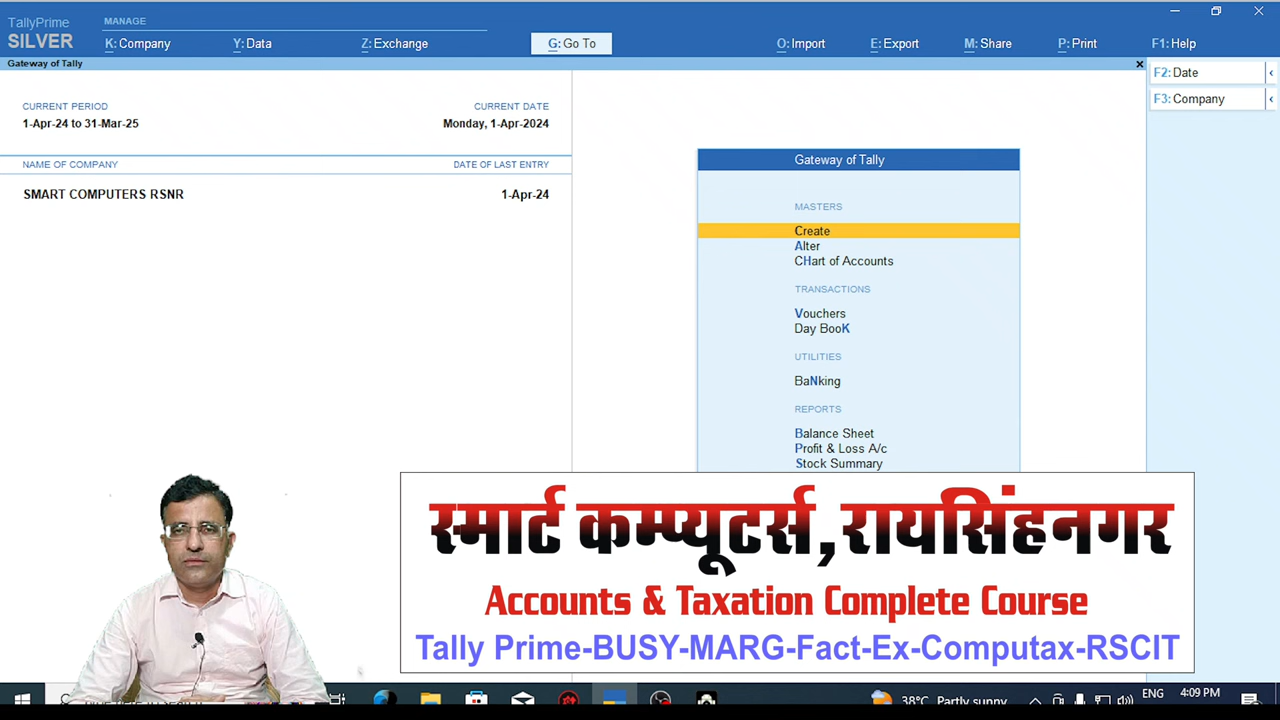 TallyPrime
SILVER
MANAGE
K: Company
Y: Data
Z: Exchange
G: Go To
O: Import
E: Export
M: Share
P: Print
F1: Help
Gateway of Tally
F2: Date
F3: Company
CURRENT PERIOD
CURRENT DATE
1-Apr-24 to 31-Mar-25
Monday, 1-Apr-2024
NAME OF COMPANY
DATE OF LAST ENTRY
SMART COMPUTERS RSNR
1-Apr-24
Gateway of Tally
MASTERS
Create
Alter
CHart of Accounts
TRANSACTIONS
Vouchers
Day BooK
UTILITIES
BaNking
REPORTS
Balance Sheet
Profit & Loss A/c
Stock Summary
स्मार्ट कम्प्यूटर्स,रायसिंहनगर
Accounts & Taxation Complete Course
Tally Prime-BUSY-MARG-Fact-Ex-Computax-RSCIT
38°C Partly sunny
ENG
4:09 PM